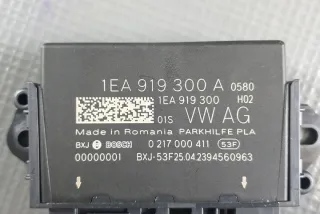 1EA 919 300 A 0580
1EA 919 300 H02
01S VW AG
Made in Romania PARKHILFE PLA
BXJ BOSCH 0 217 000 411 53F
00000001 BXJ-53F25.042394560963